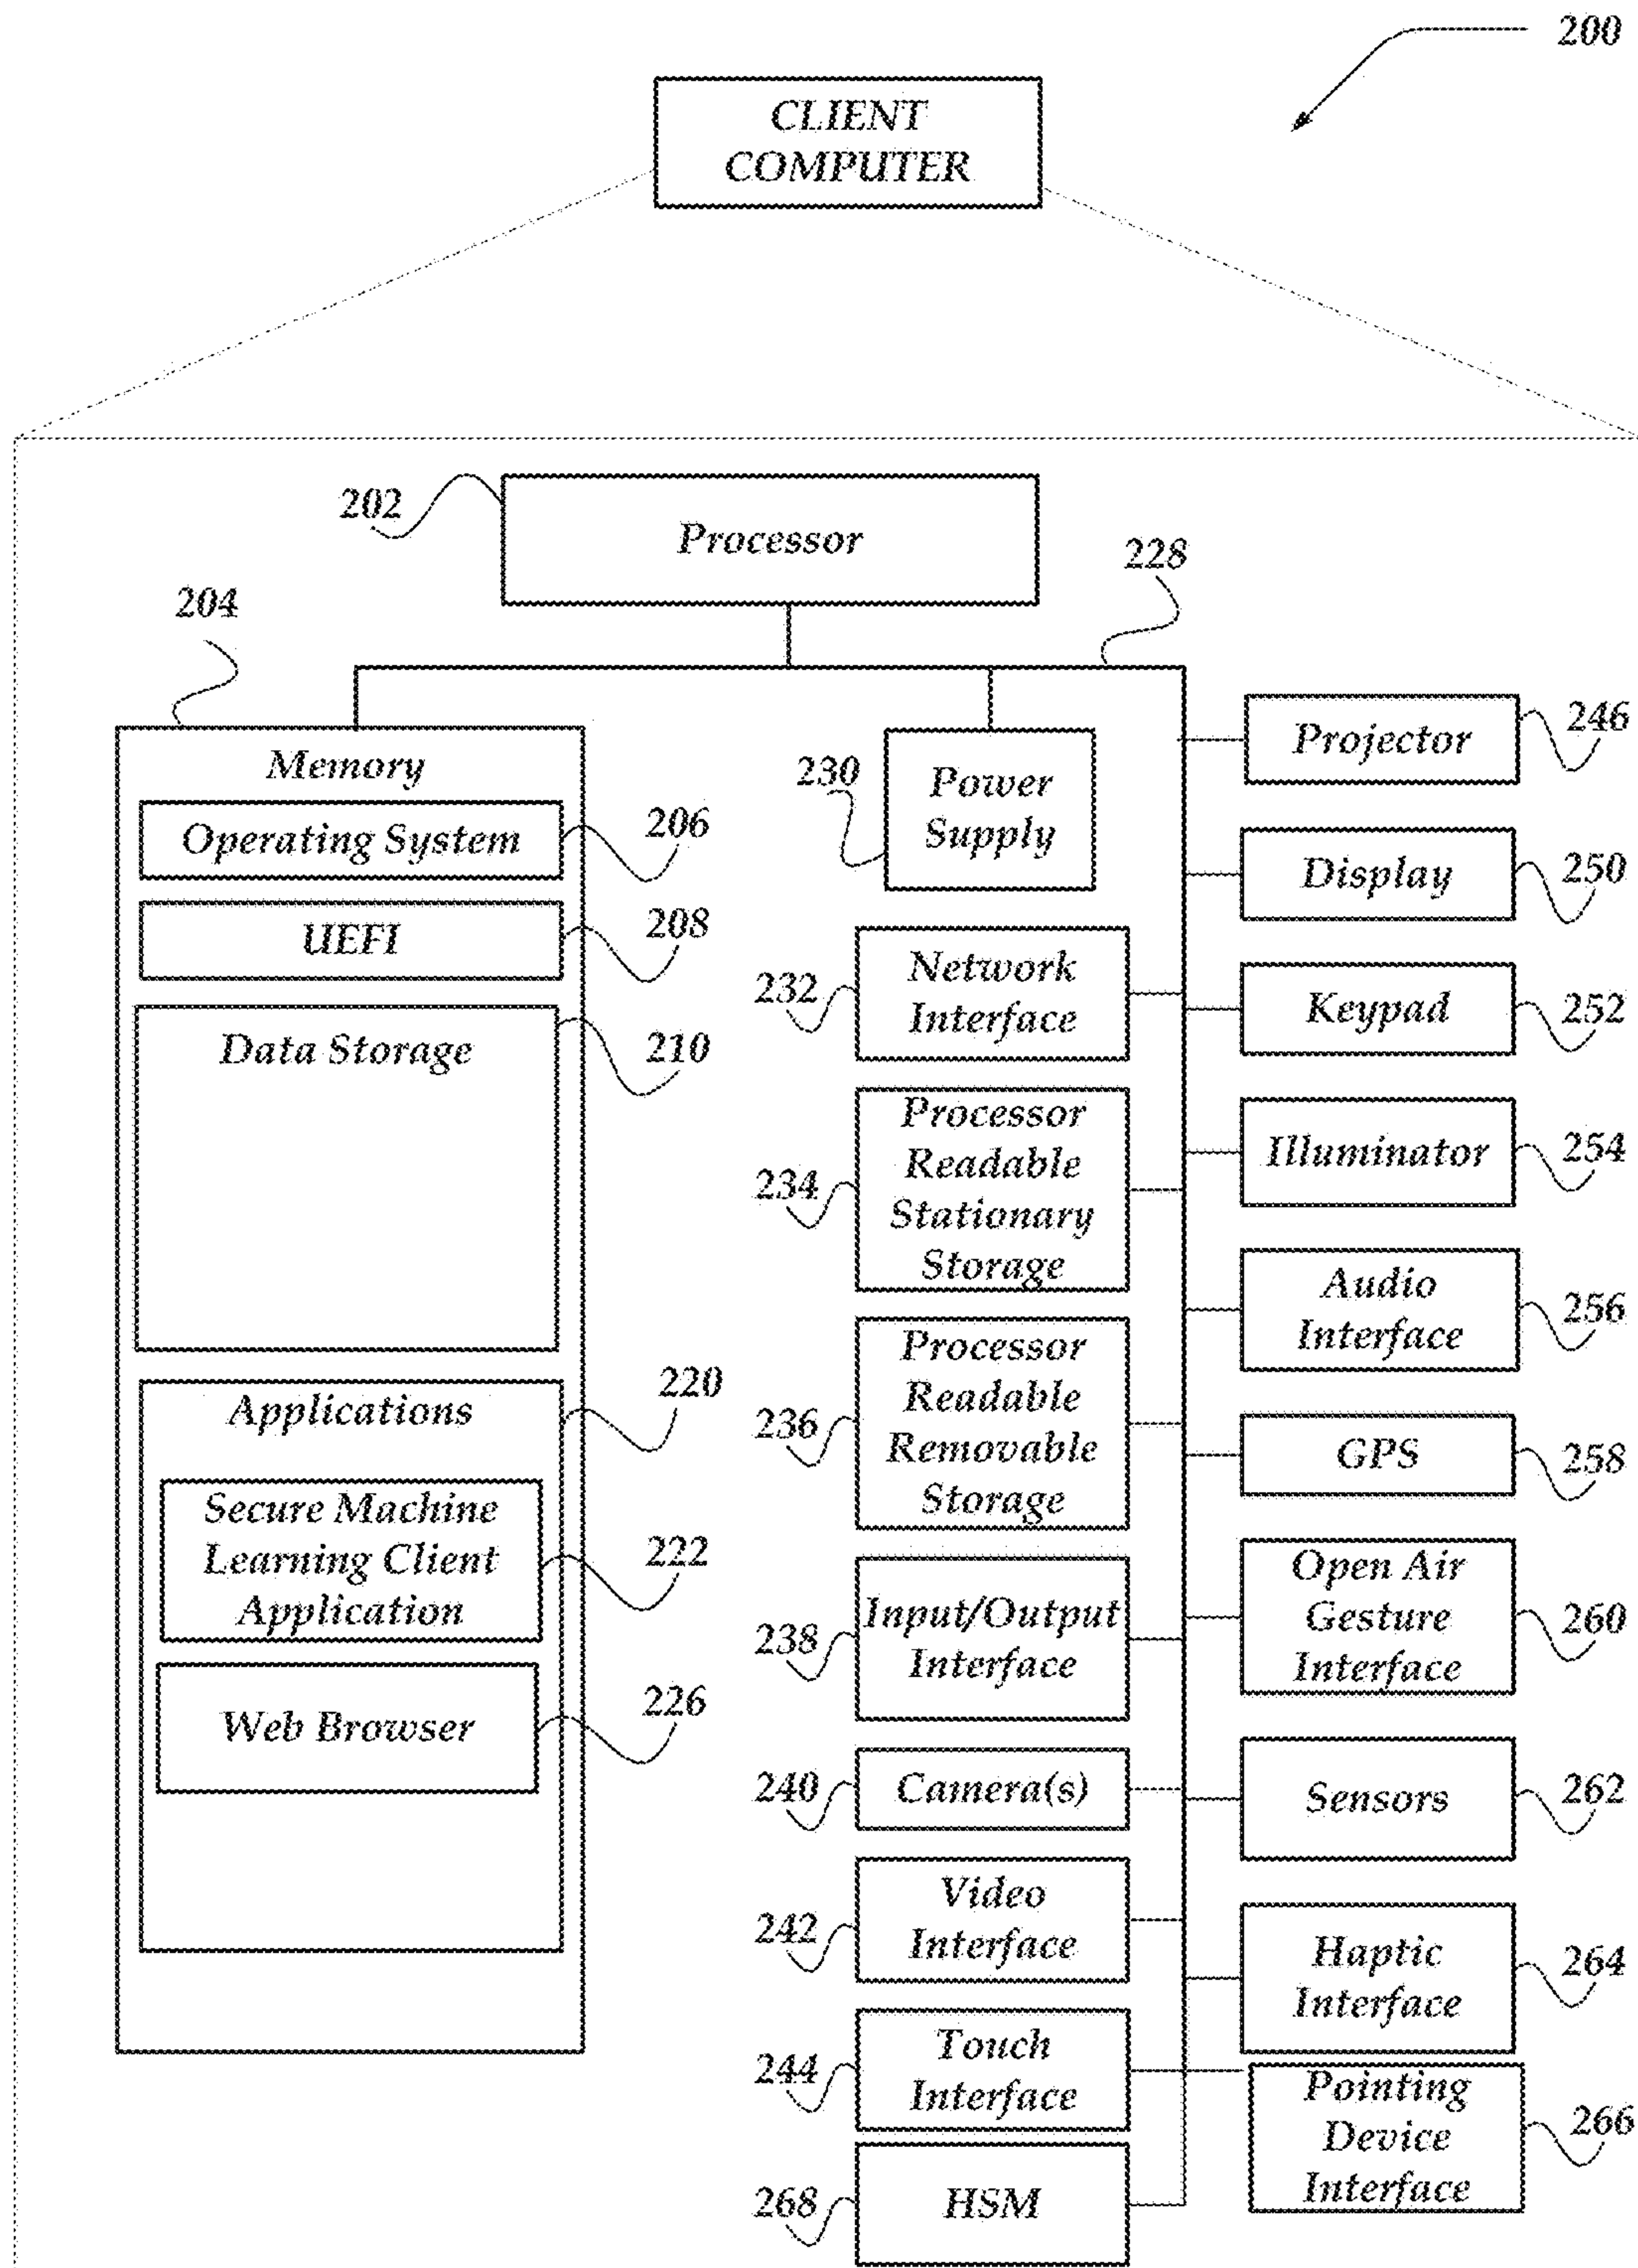 200
CLIENT
COMPUTER
202
Processor
228
204
Memory
Operating System
206
UEFI
208
Data Storage
210
Applications
220
Secure Machine
Learning Client
Application
222
Web Browser
226
230
Power
Supply
232
Network
Interface
234
Processor
Readable
Stationary
Storage
236
Processor
Readable
Removable
Storage
238
Input/Output
Interface
240
Camera(s)
242
Video
Interface
244
Touch
Interface
268
HSM
Projector
246
Display
250
Keypad
252
Illuminator
254
Audio
Interface
256
GPS
258
Open Air
Gesture
Interface
260
Sensors
262
Haptic
Interface
264
Pointing
Device
Interface
266